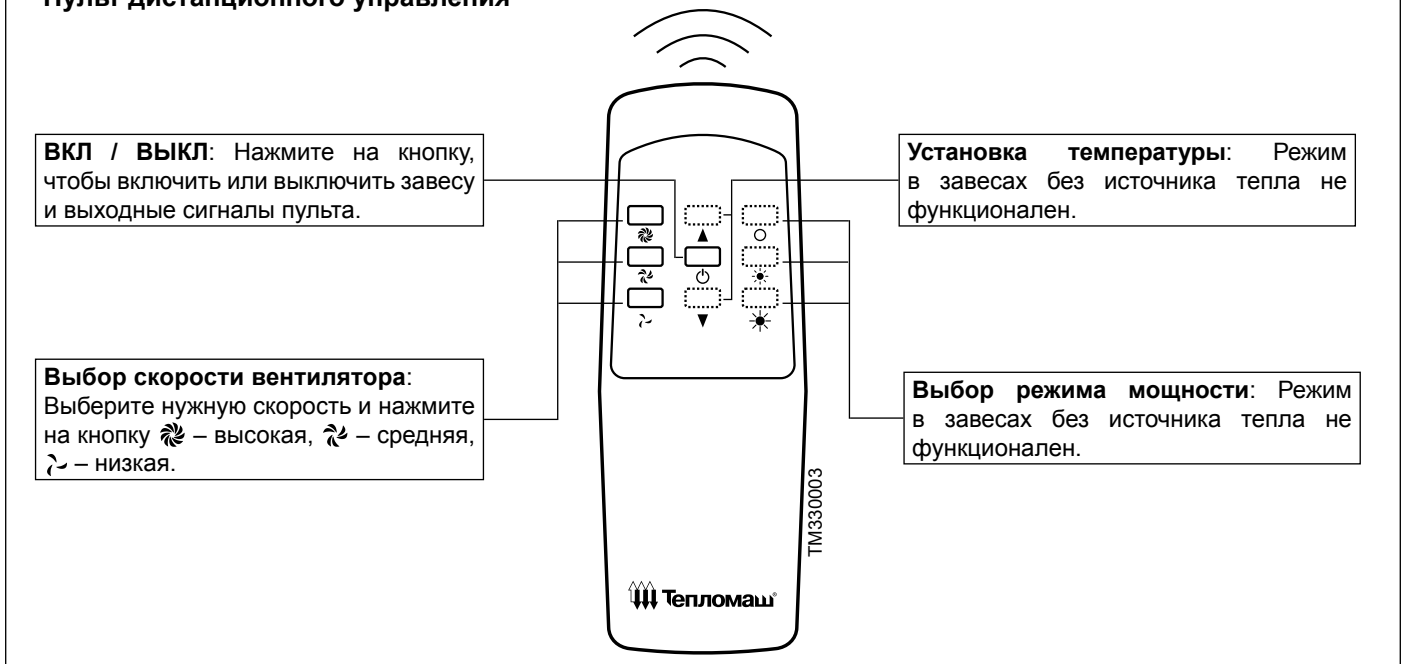 Пульт дистанционного управления
ВКЛ / ВЫКЛ: Нажмите на кнопку,
чтобы включить или выключить завесу
и выходные сигналы пульта.
Установка температуры: Режим
в завесах без источника тепла не
функционален.
Выбор скорости вентилятора:
Выберите нужную скорость и нажмите
на кнопку – высокая, – средняя,
– низкая.
Выбор режима мощности: Режим
в завесах без источника тепла не
функционален.
TM330003
Тепломаш®